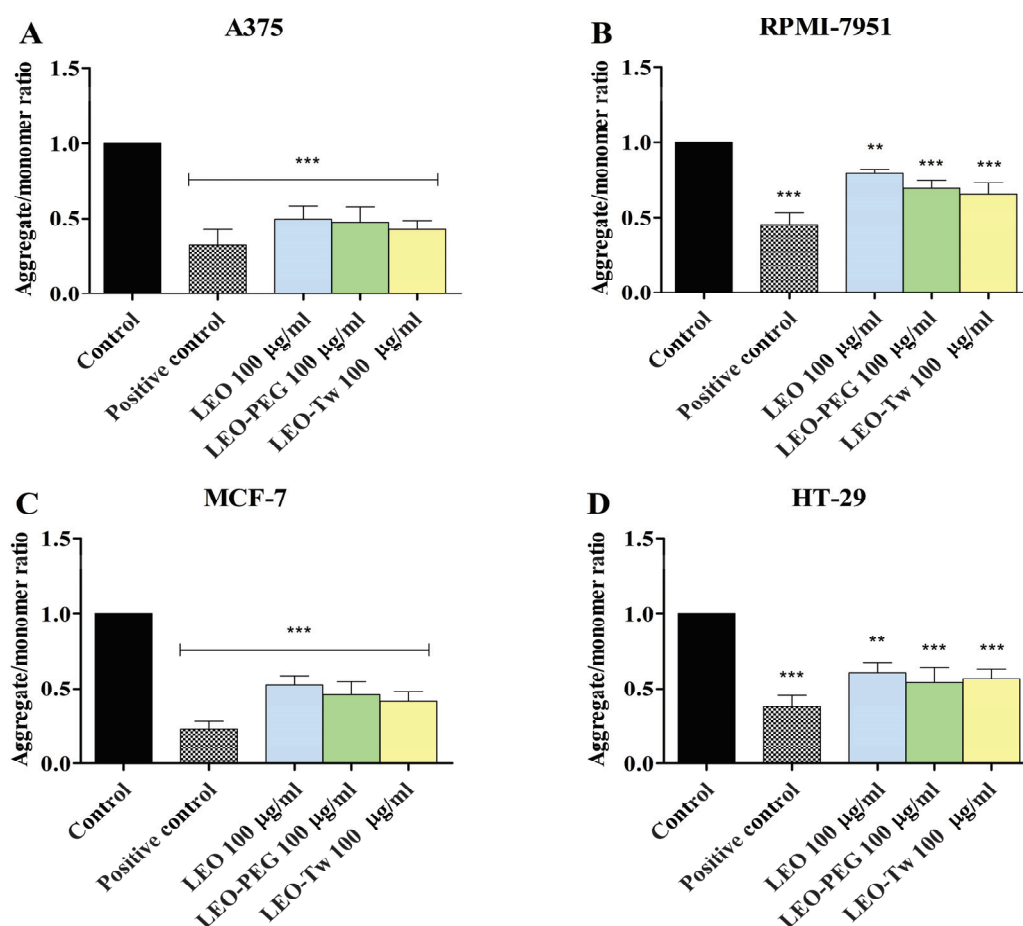 A
A375
Aggregate/monomer ratio
1.5
1.0
0.5
0.0
***
Control
Positive control
LEO 100 µg/ml
LEO-PEG 100 µg/ml
LEO-Tw 100 µg/ml
B
RPMI-7951
Aggregate/monomer ratio
1.5
1.0
0.5
0.0
***
**
***
***
Control
Positive control
LEO 100 µg/ml
LEO-PEG 100 µg/ml
LEO-Tw 100 µg/ml
C
MCF-7
Aggregate/monomer ratio
1.5
1.0
0.5
0.0
***
Control
Positive control
LEO 100 µg/ml
LEO-PEG 100 µg/ml
LEO-Tw 100 µg/ml
D
HT-29
Aggregate/monomer ratio
1.5
1.0
0.5
0.0
***
**
***
***
Control
Positive control
LEO 100 µg/ml
LEO-PEG 100 µg/ml
LEO-Tw 100 µg/ml